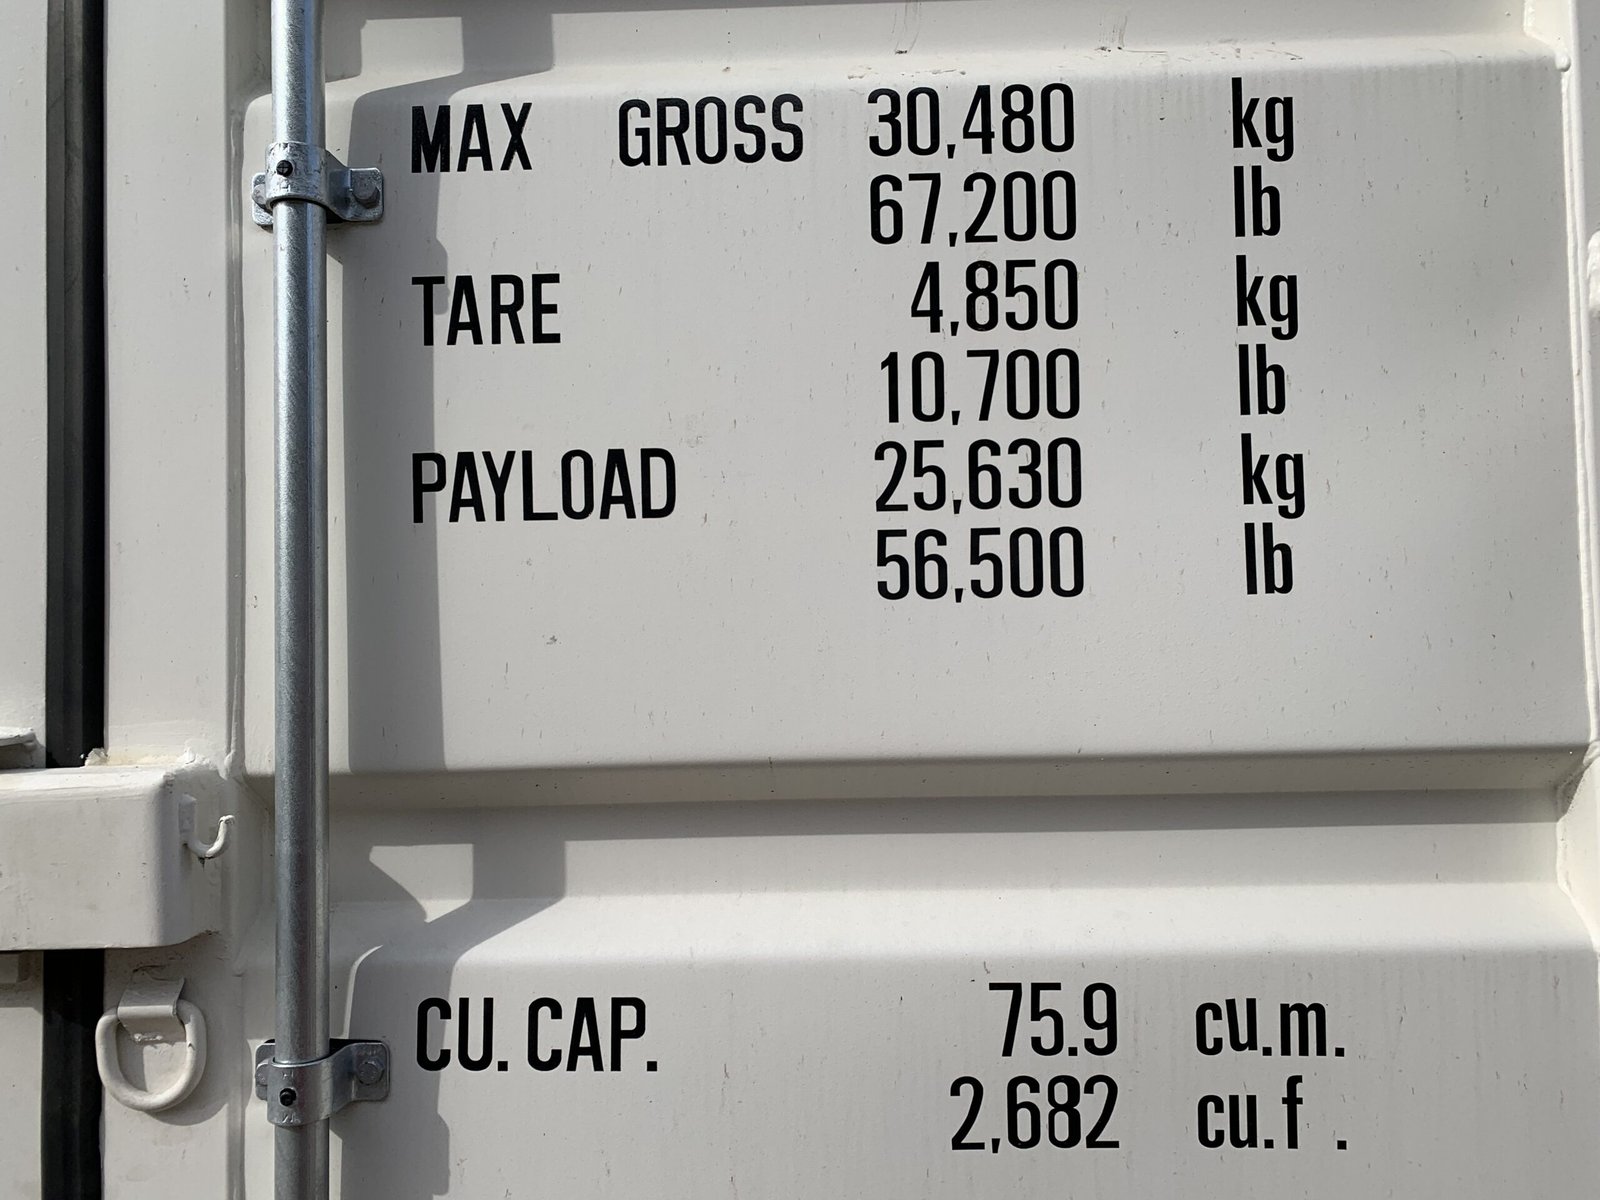 MAX GROSS 30,480 kg
67,200 lb
TARE 4,850 kg
10,700 lb
PAYLOAD 25,630 kg
56,500 lb
CU. CAP. 75.9 cu.m.
2,682 cu.f .